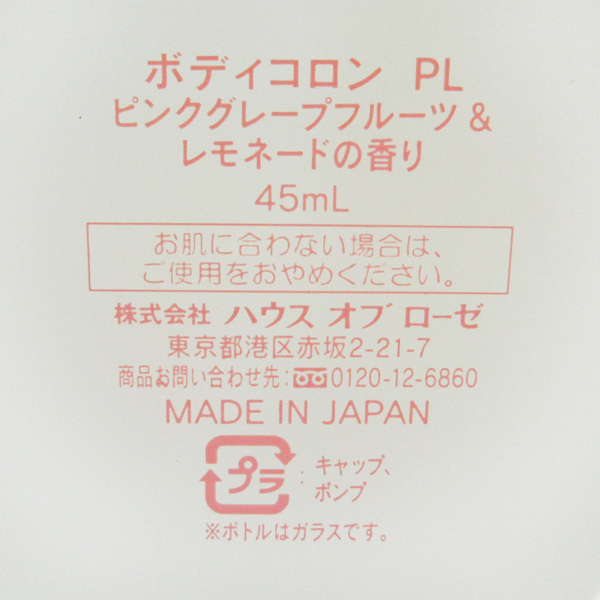 ボディコロン PL
ピンクグレープフルーツ &
レモネードの香り
45mL
お肌に合わない場合は、
ご使用をおやめください。
株式会社 ハウス オブ ローゼ
東京都港区赤坂2-21-7
商品お問い合わせ先：0120-12-6860
MADE IN JAPAN
プラ：キャップ、
ポンプ
※ボトルはガラスです。